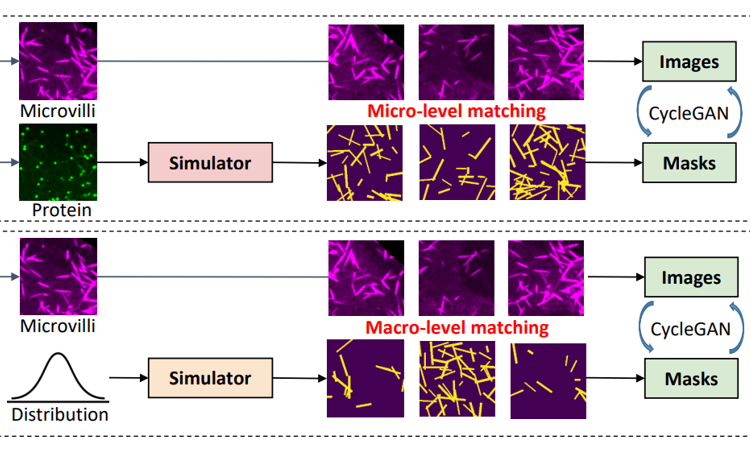 Microvilli
Micro-level matching
Images
CycleGAN
Protein
Simulator
Masks
Microvilli
Macro-level matching
Images
CycleGAN
Distribution
Simulator
Masks